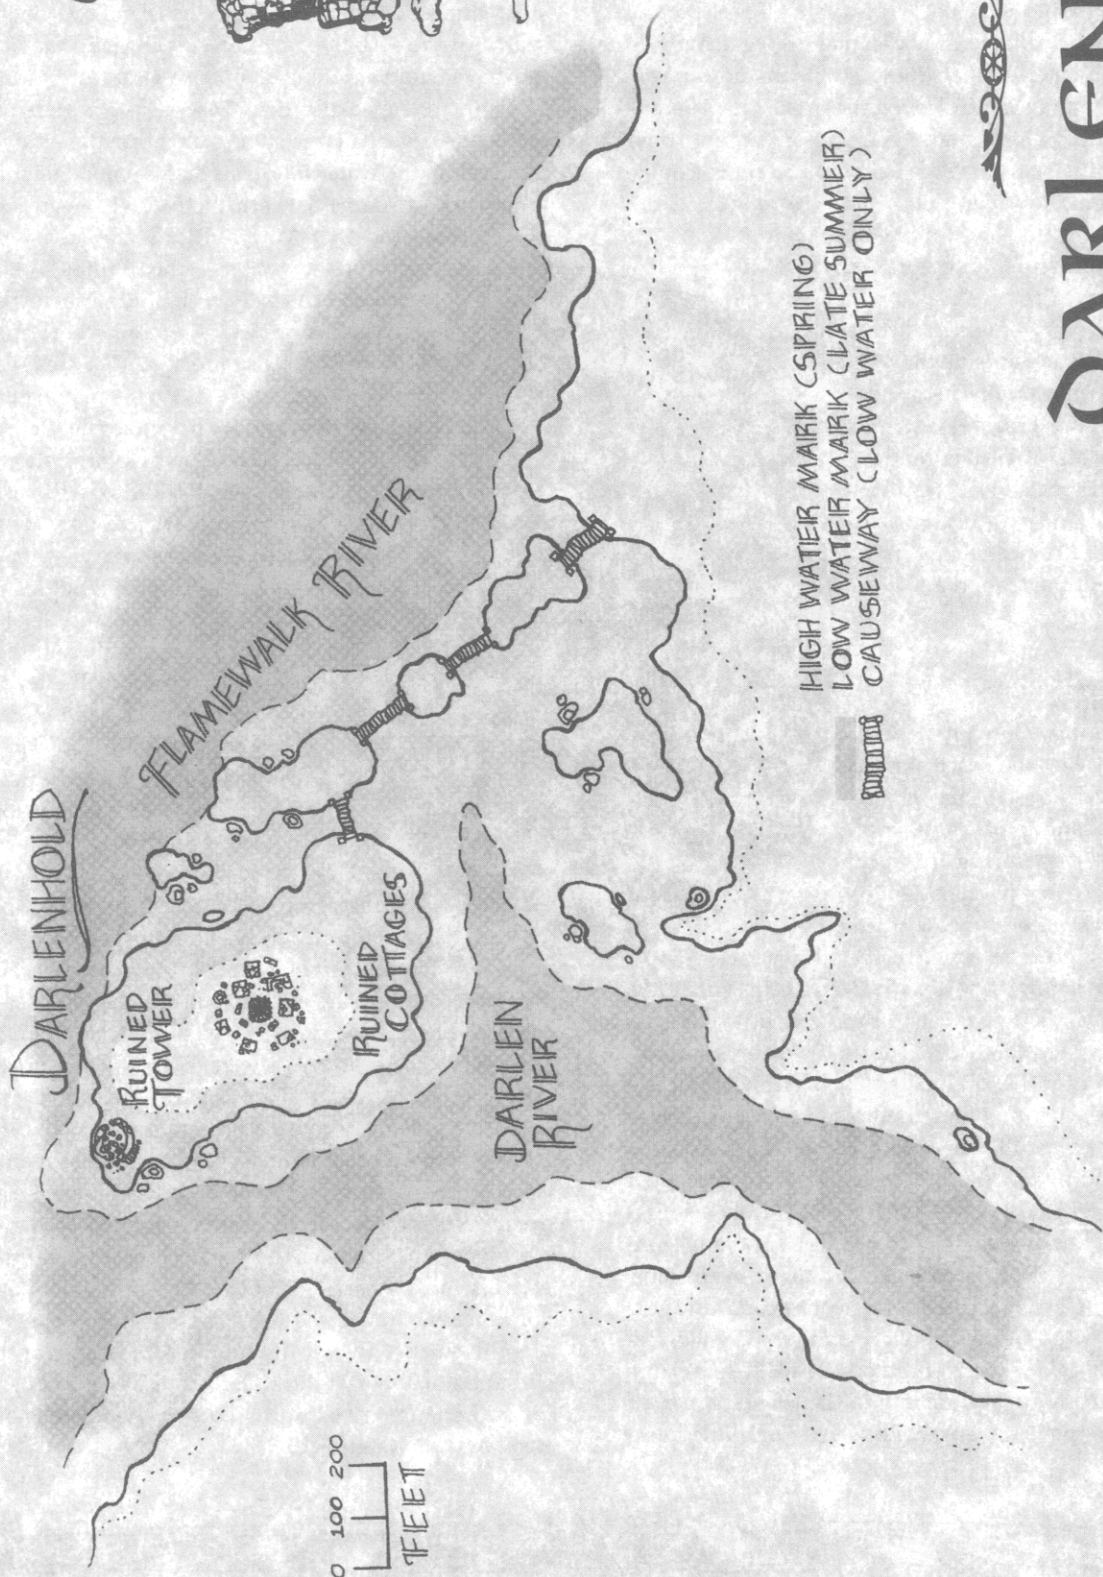 DARLENHOLD
FLAMEWALK RIVER
RUINED
TOWER
RUINED
COTTAGES
DARLEN
RIVER
HIGH WATER MARK (SPRING)
LOW WATER MARK (LATE SUMMER)
CAUSEWAY (LOW WATER ONLY)
0 100 200
FEET
DARLEN